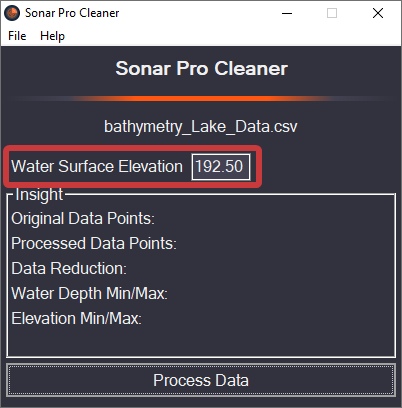 Sonar Pro Cleaner
File Help
Sonar Pro Cleaner
bathymetry_Lake_Data.csv
Water Surface Elevation 192.50
Insight
Original Data Points:
Processed Data Points:
Data Reduction:
Water Depth Min/Max:
Elevation Min/Max:
Process Data